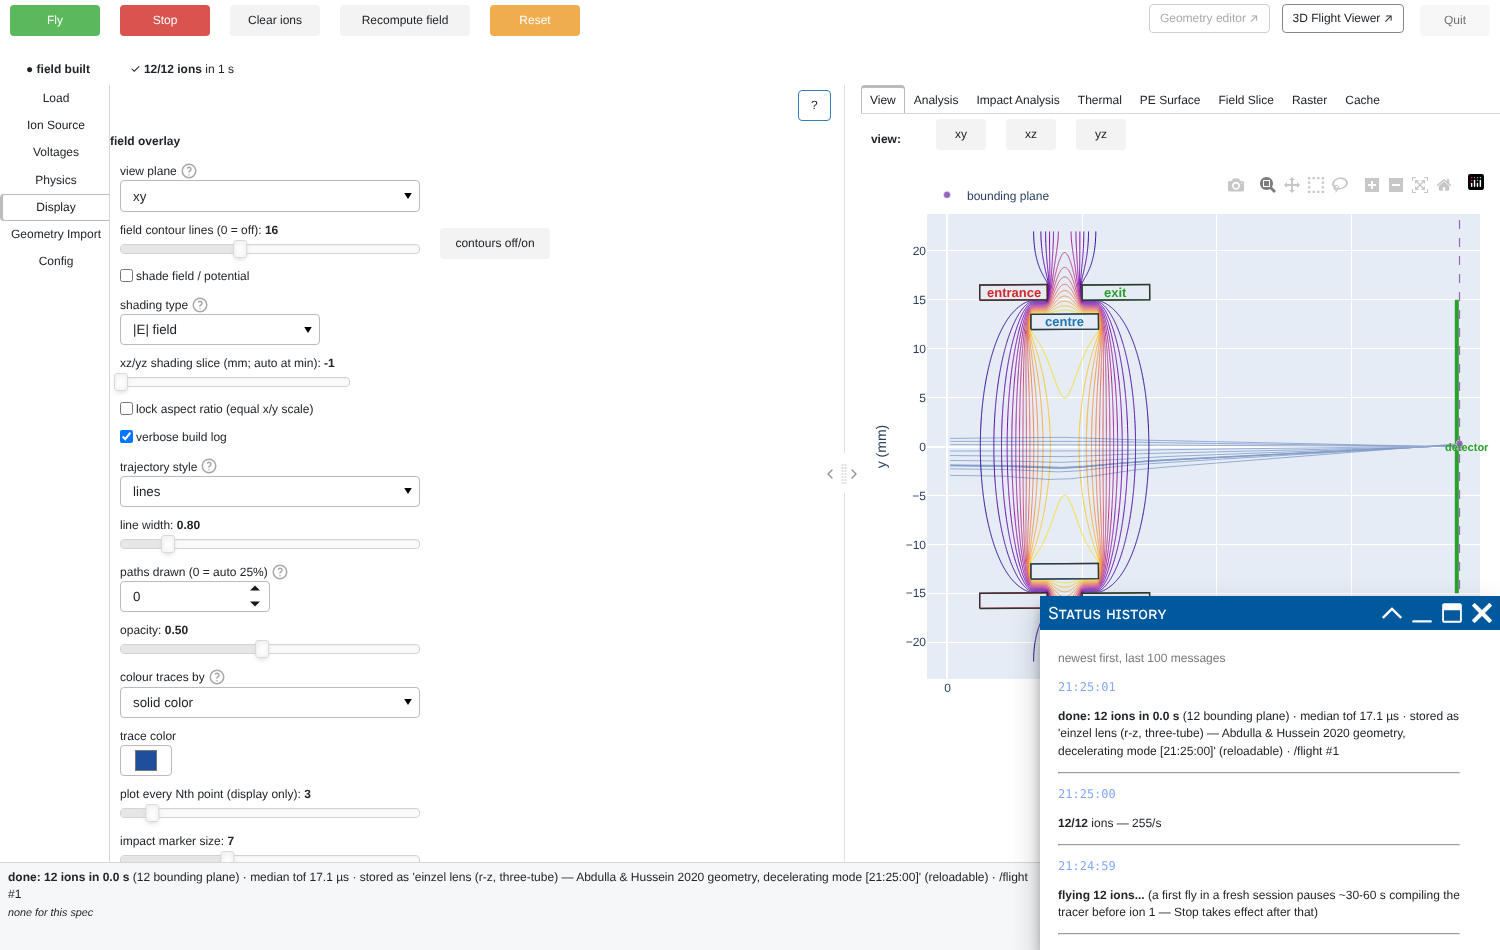 Fly
Stop
Clear ions
Recompute field
Reset
Geometry editor ↗
3D Flight Viewer ↗
Quit
● field built
✓ 12/12 ions in 1 s
Load
Ion Source
Voltages
Physics
Display
Geometry Import
Config
?
field overlay
view plane ?
xy
field contour lines (0 = off): 16
contours off/on
shade field / potential
shading type ?
|E| field
xz/yz shading slice (mm; auto at min): -1
lock aspect ratio (equal x/y scale)
verbose build log
trajectory style ?
lines
line width: 0.80
paths drawn (0 = auto 25%) ?
0
opacity: 0.50
colour traces by ?
solid color
trace color
plot every Nth point (display only): 3
impact marker size: 7
View
Analysis
Impact Analysis
Thermal
PE Surface
Field Slice
Raster
Cache
view:
xy
xz
yz
bounding plane
20
15
10
5
0
−5
−10
−15
−20
y (mm)
0
entrance
exit
centre
detector
Status history
newest first, last 100 messages
21:25:01
done: 12 ions in 0.0 s (12 bounding plane) · median tof 17.1 µs · stored as
'einzel lens (r-z, three-tube) — Abdulla & Hussein 2020 geometry,
decelerating mode [21:25:00]' (reloadable) · /flight #1
21:25:00
12/12 ions — 255/s
21:24:59
flying 12 ions... (a first fly in a fresh session pauses ~30-60 s compiling the
tracer before ion 1 — Stop takes effect after that)
done: 12 ions in 0.0 s (12 bounding plane) · median tof 17.1 µs · stored as 'einzel lens (r-z, three-tube) — Abdulla & Hussein 2020 geometry, decelerating mode [21:25:00]' (reloadable) · /flight
#1
none for this spec